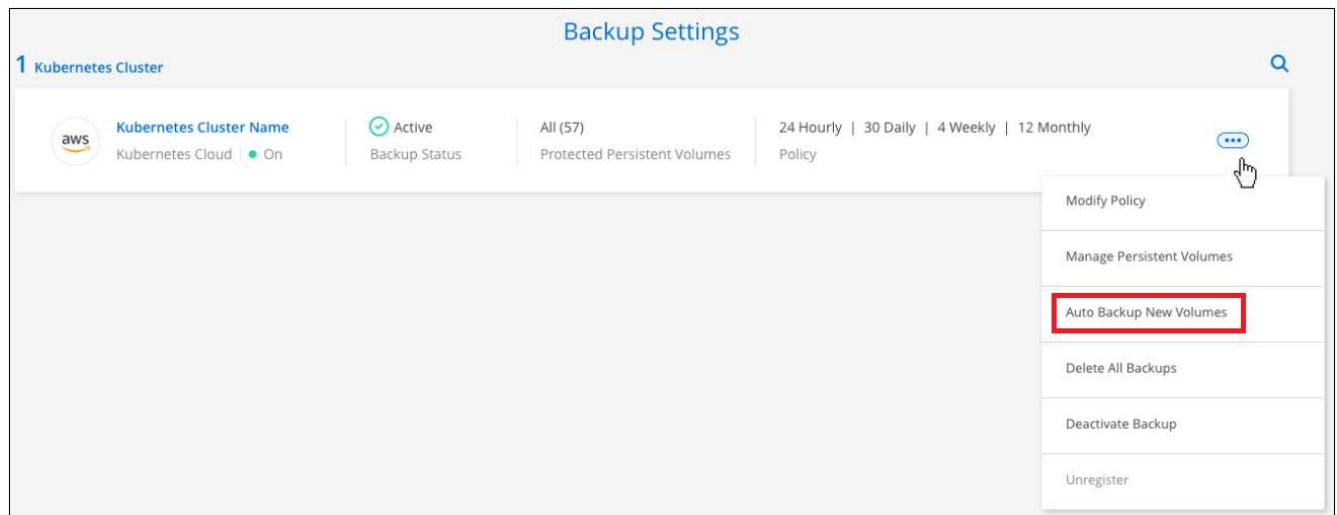 Backup Settings
1 Kubernetes Cluster
aws
Kubernetes Cluster Name
Kubernetes Cloud | On
Active
Backup Status
All (57)
Protected Persistent Volumes
24 Hourly | 30 Daily | 4 Weekly | 12 Monthly
Policy
Modify Policy
Manage Persistent Volumes
Auto Backup New Volumes
Delete All Backups
Deactivate Backup
Unregister